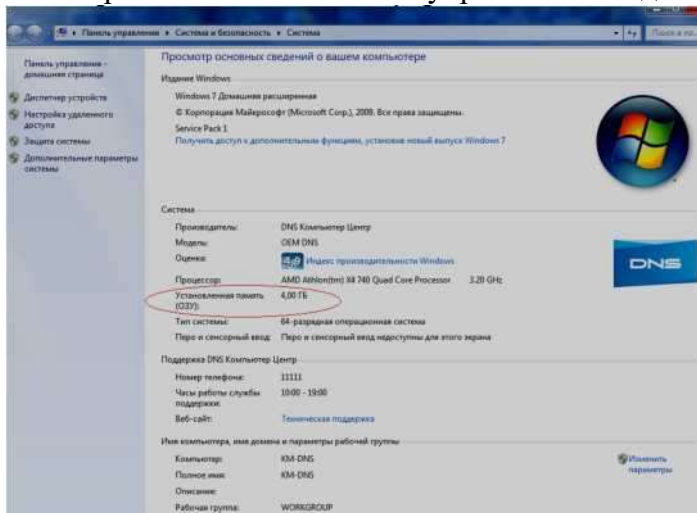 Панель управления ▸ Система и безопасность ▸ Система
Панель управления -
домашняя страница
Диспетчер устройств
Настройка удаленного
доступа
Защита системы
Дополнительные параметры
системы
Просмотр основных сведений о вашем компьютере
Издание Windows
Windows 7 Домашняя расширенная
© Корпорация Майкрософт (Microsoft Corp.), 2009. Все права защищены.
Service Pack 1
Получить доступ к дополнительным функциям, установив новый выпуск Windows 7
Система
Производитель: DNS Компьютер Центр
Модель: OEM DNS
Оценка: 4,9 Индекс производительности Windows
Процессор: AMD Athlon(tm) X4 740 Quad Core Processor 3.20 GHz
Установленная память 4,00 ГБ
(ОЗУ):
Тип системы: 64-разрядная операционная система
Перо и сенсорный ввод: Перо и сенсорный ввод недоступны для этого экрана
DNS
Поддержка DNS Компьютер Центр
Номер телефона: 11111
Часы работы службы 10:00 - 19:00
поддержки:
Веб-сайт: Техническая поддержка
Имя компьютера, имя домена и параметры рабочей группы
Компьютер: KM-DNS
Изменить
параметры
Полное имя: KM-DNS
Описание:
Рабочая группа: WORKGROUP